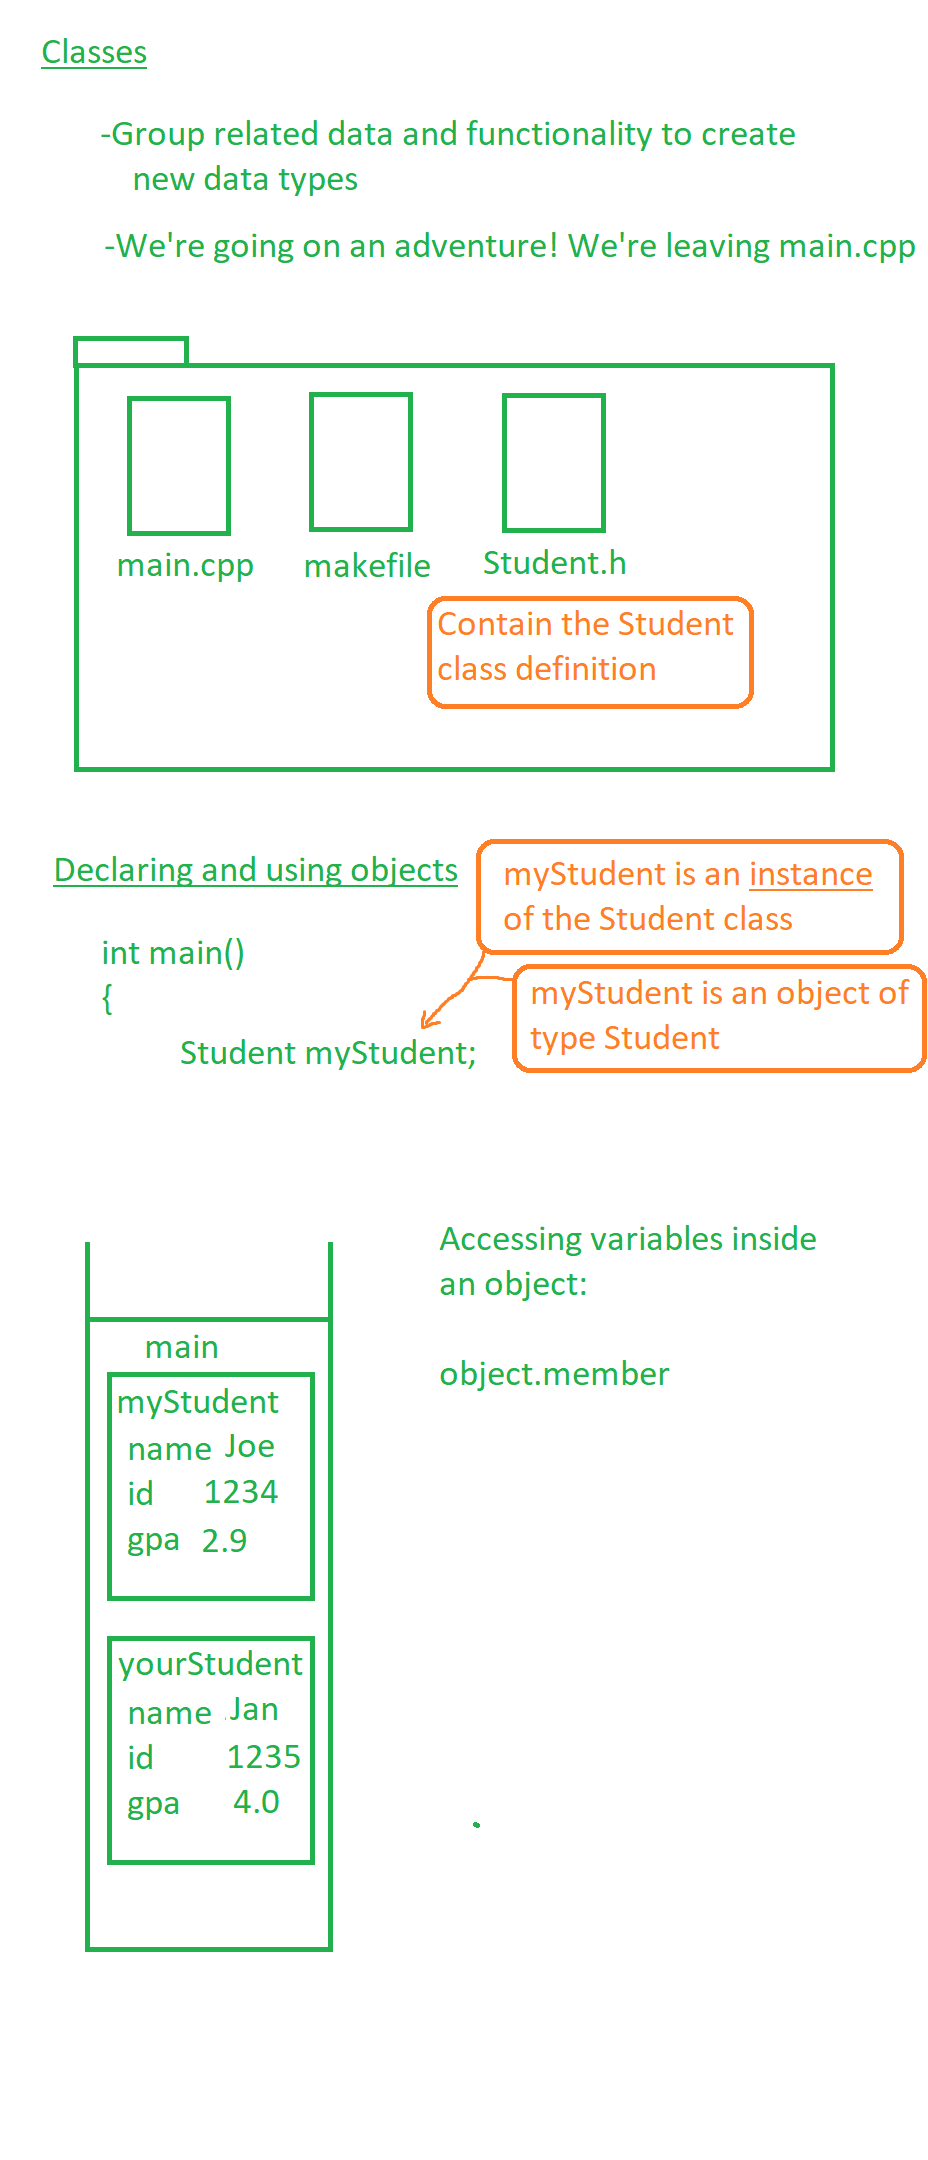 Classes
-Group related data and functionality to create
new data types
-We're going on an adventure! We're leaving main.cpp
main.cpp
makefile
Student.h
Contain the Student
class definition
Declaring and using objects
myStudent is an instance
of the Student class
int main()
{
myStudent is an object of
type Student
Student myStudent;
Accessing variables inside
an object:
object.member
main
myStudent
name Joe
id 1234
gpa 2.9
yourStudent
name Jan
id 1235
gpa 4.0